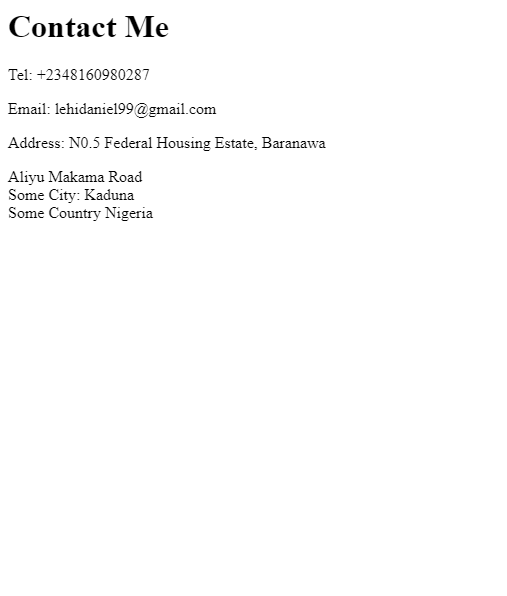 Contact Me
Tel: +2348160980287
Email: lehidaniel99@gmail.com
Address: N0.5 Federal Housing Estate, Baranawa
Aliyu Makama Road
Some City: Kaduna
Some Country Nigeria